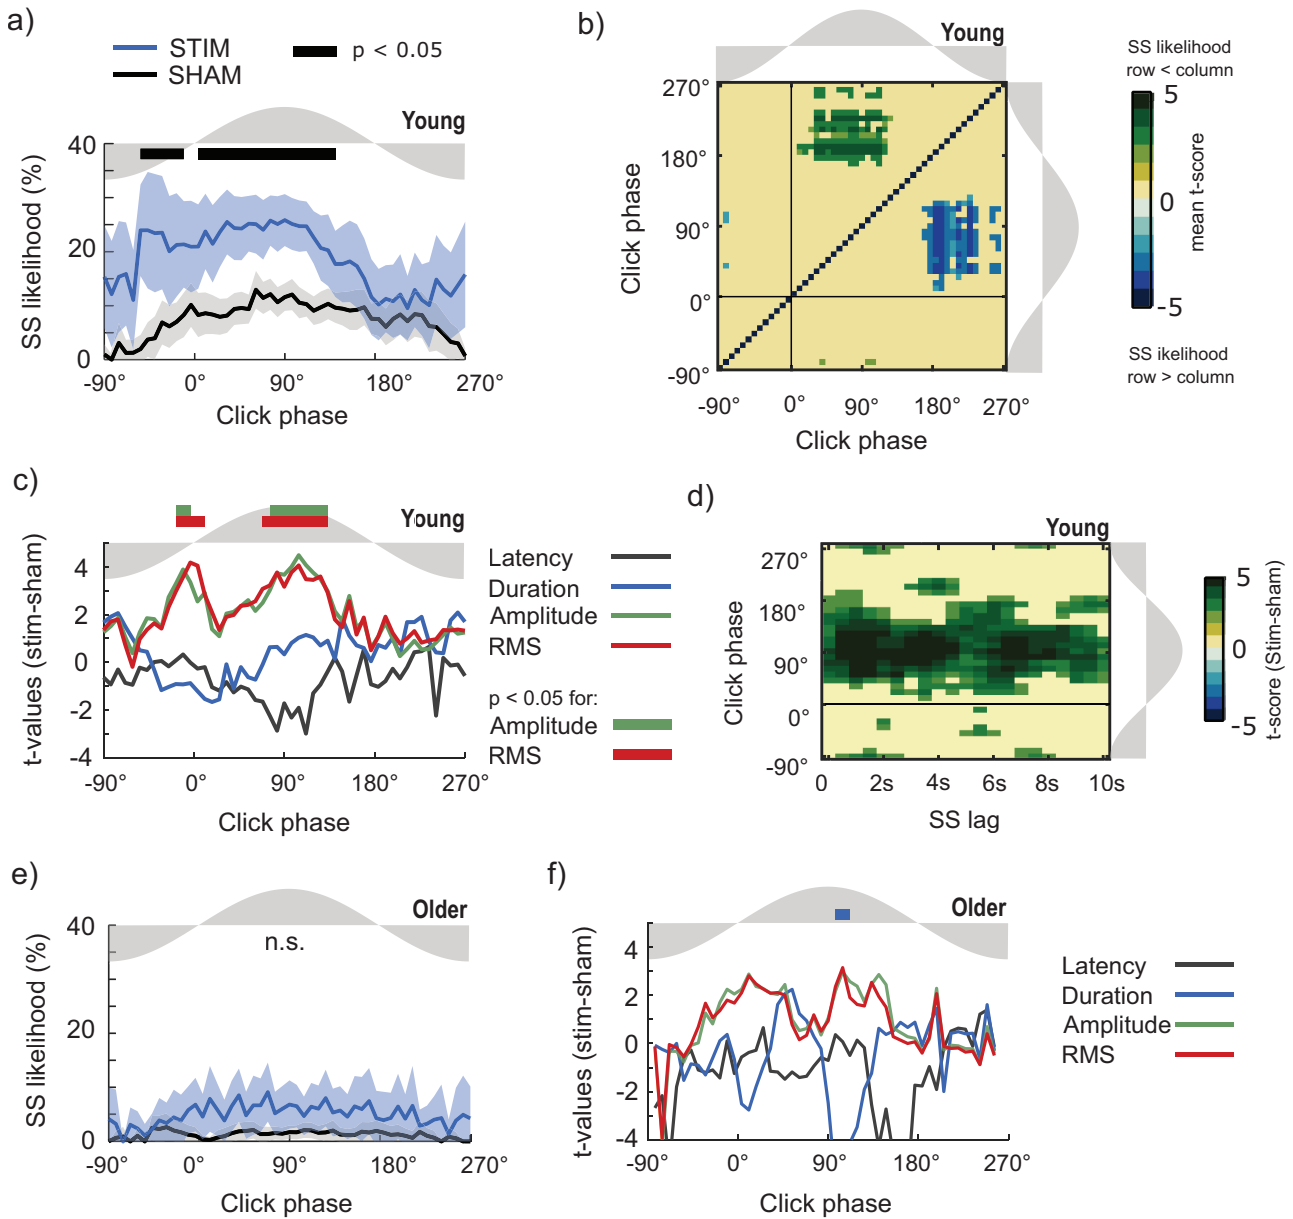 a)
STIM
SHAM
p < 0.05
Young
40
20
0
SS likelihood (%)
-90°
0°
90°
180°
270°
Click phase
b)
Young
270°
180°
90°
0°
-90°
Click phase
-90°
0°
90°
180°
270°
Click phase
SS likelihood
row < column
5
0
-5
mean t-score
SS ikelihood
row > column
c)
Young
4
2
0
-2
-4
t-values (stim-sham)
-90°
0°
90°
180°
270°
Click phase
Latency
Duration
Amplitude
RMS
p < 0.05 for:
Amplitude
RMS
d)
Young
270°
180°
90°
0°
-90°
Click phase
0
2s
4s
6s
8s
10s
SS lag
5
0
-5
t-score (Stim-sham)
e)
Older
n.s.
40
20
0
SS likelihood (%)
-90°
0°
90°
180°
270°
Click phase
f)
Older
4
2
0
-2
-4
t-values (stim-sham)
-90°
0°
90°
180°
270°
Click phase
Latency
Duration
Amplitude
RMS